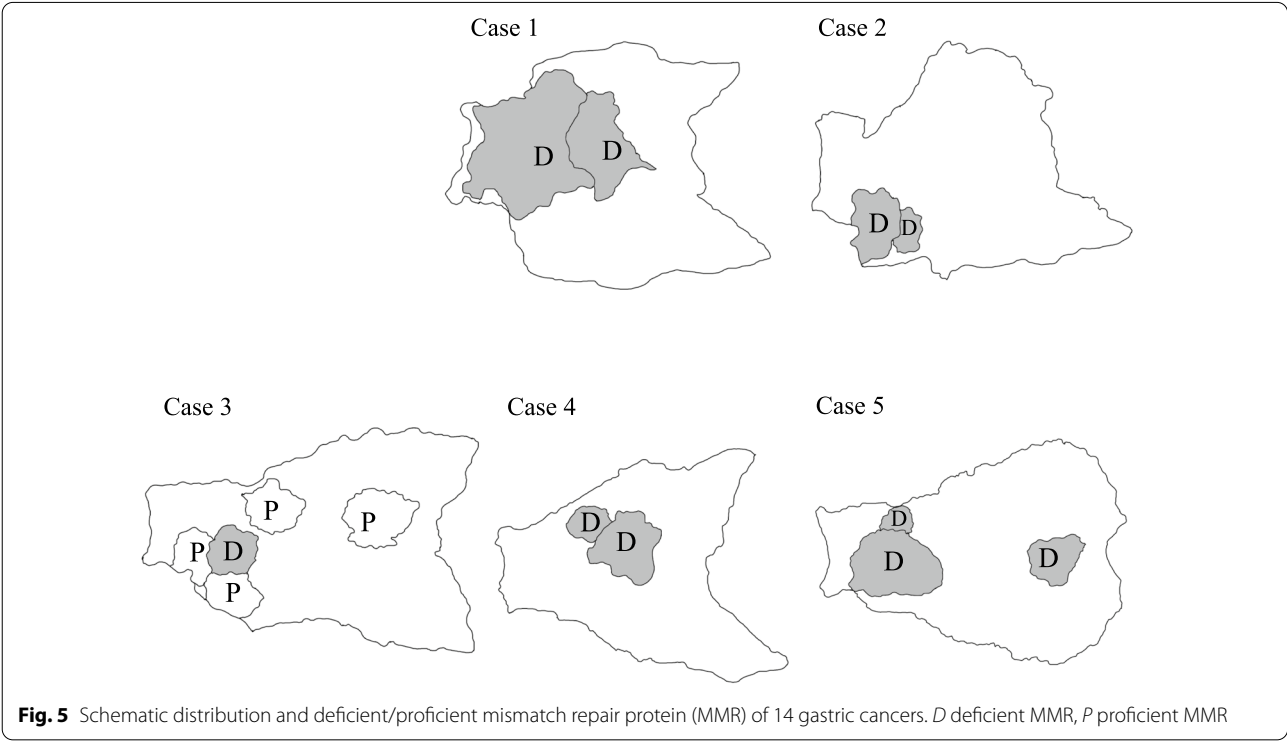 Case 1
Case 2
D
D
D
D
Case 3
Case 4
Case 5
P
P
P
D
P
D
D
D
D
D
Fig. 5 Schematic distribution and deficient/proficient mismatch repair protein (MMR) of 14 gastric cancers. D deficient MMR, P proficient MMR